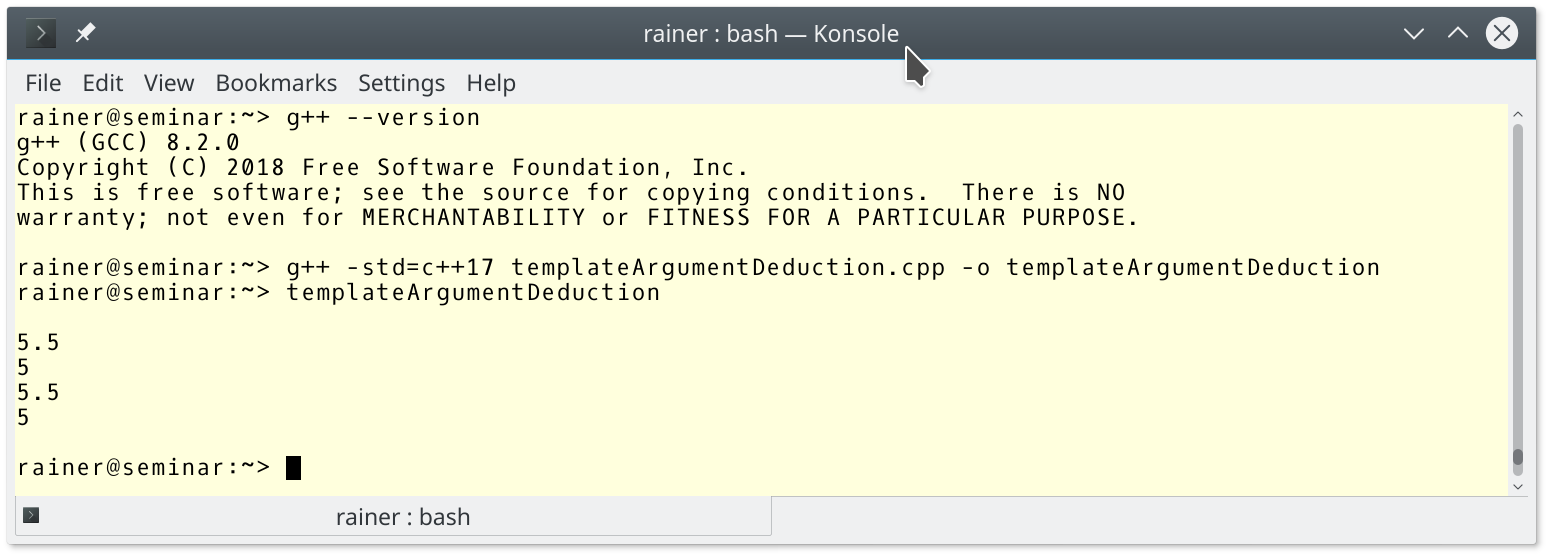 rainer : bash — Konsole
File Edit View Bookmarks Settings Help
rainer@seminar:~> g++ --version
g++ (GCC) 8.2.0
Copyright (C) 2018 Free Software Foundation, Inc.
This is free software; see the source for copying conditions.  There is NO
warranty; not even for MERCHANTABILITY or FITNESS FOR A PARTICULAR PURPOSE.
rainer@seminar:~> g++ -std=c++17 templateArgumentDeduction.cpp -o templateArgumentDeduction
rainer@seminar:~> templateArgumentDeduction
5.5
5
5.5
5
rainer@seminar:~>
rainer : bash